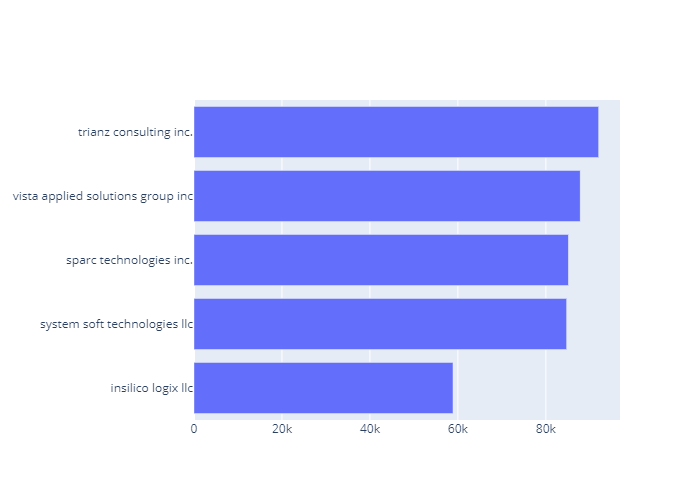 trianz consulting inc.
vista applied solutions group inc
sparc technologies inc.
system soft technologies llc
insilico logix llc
0 20k 40k 60k 80k